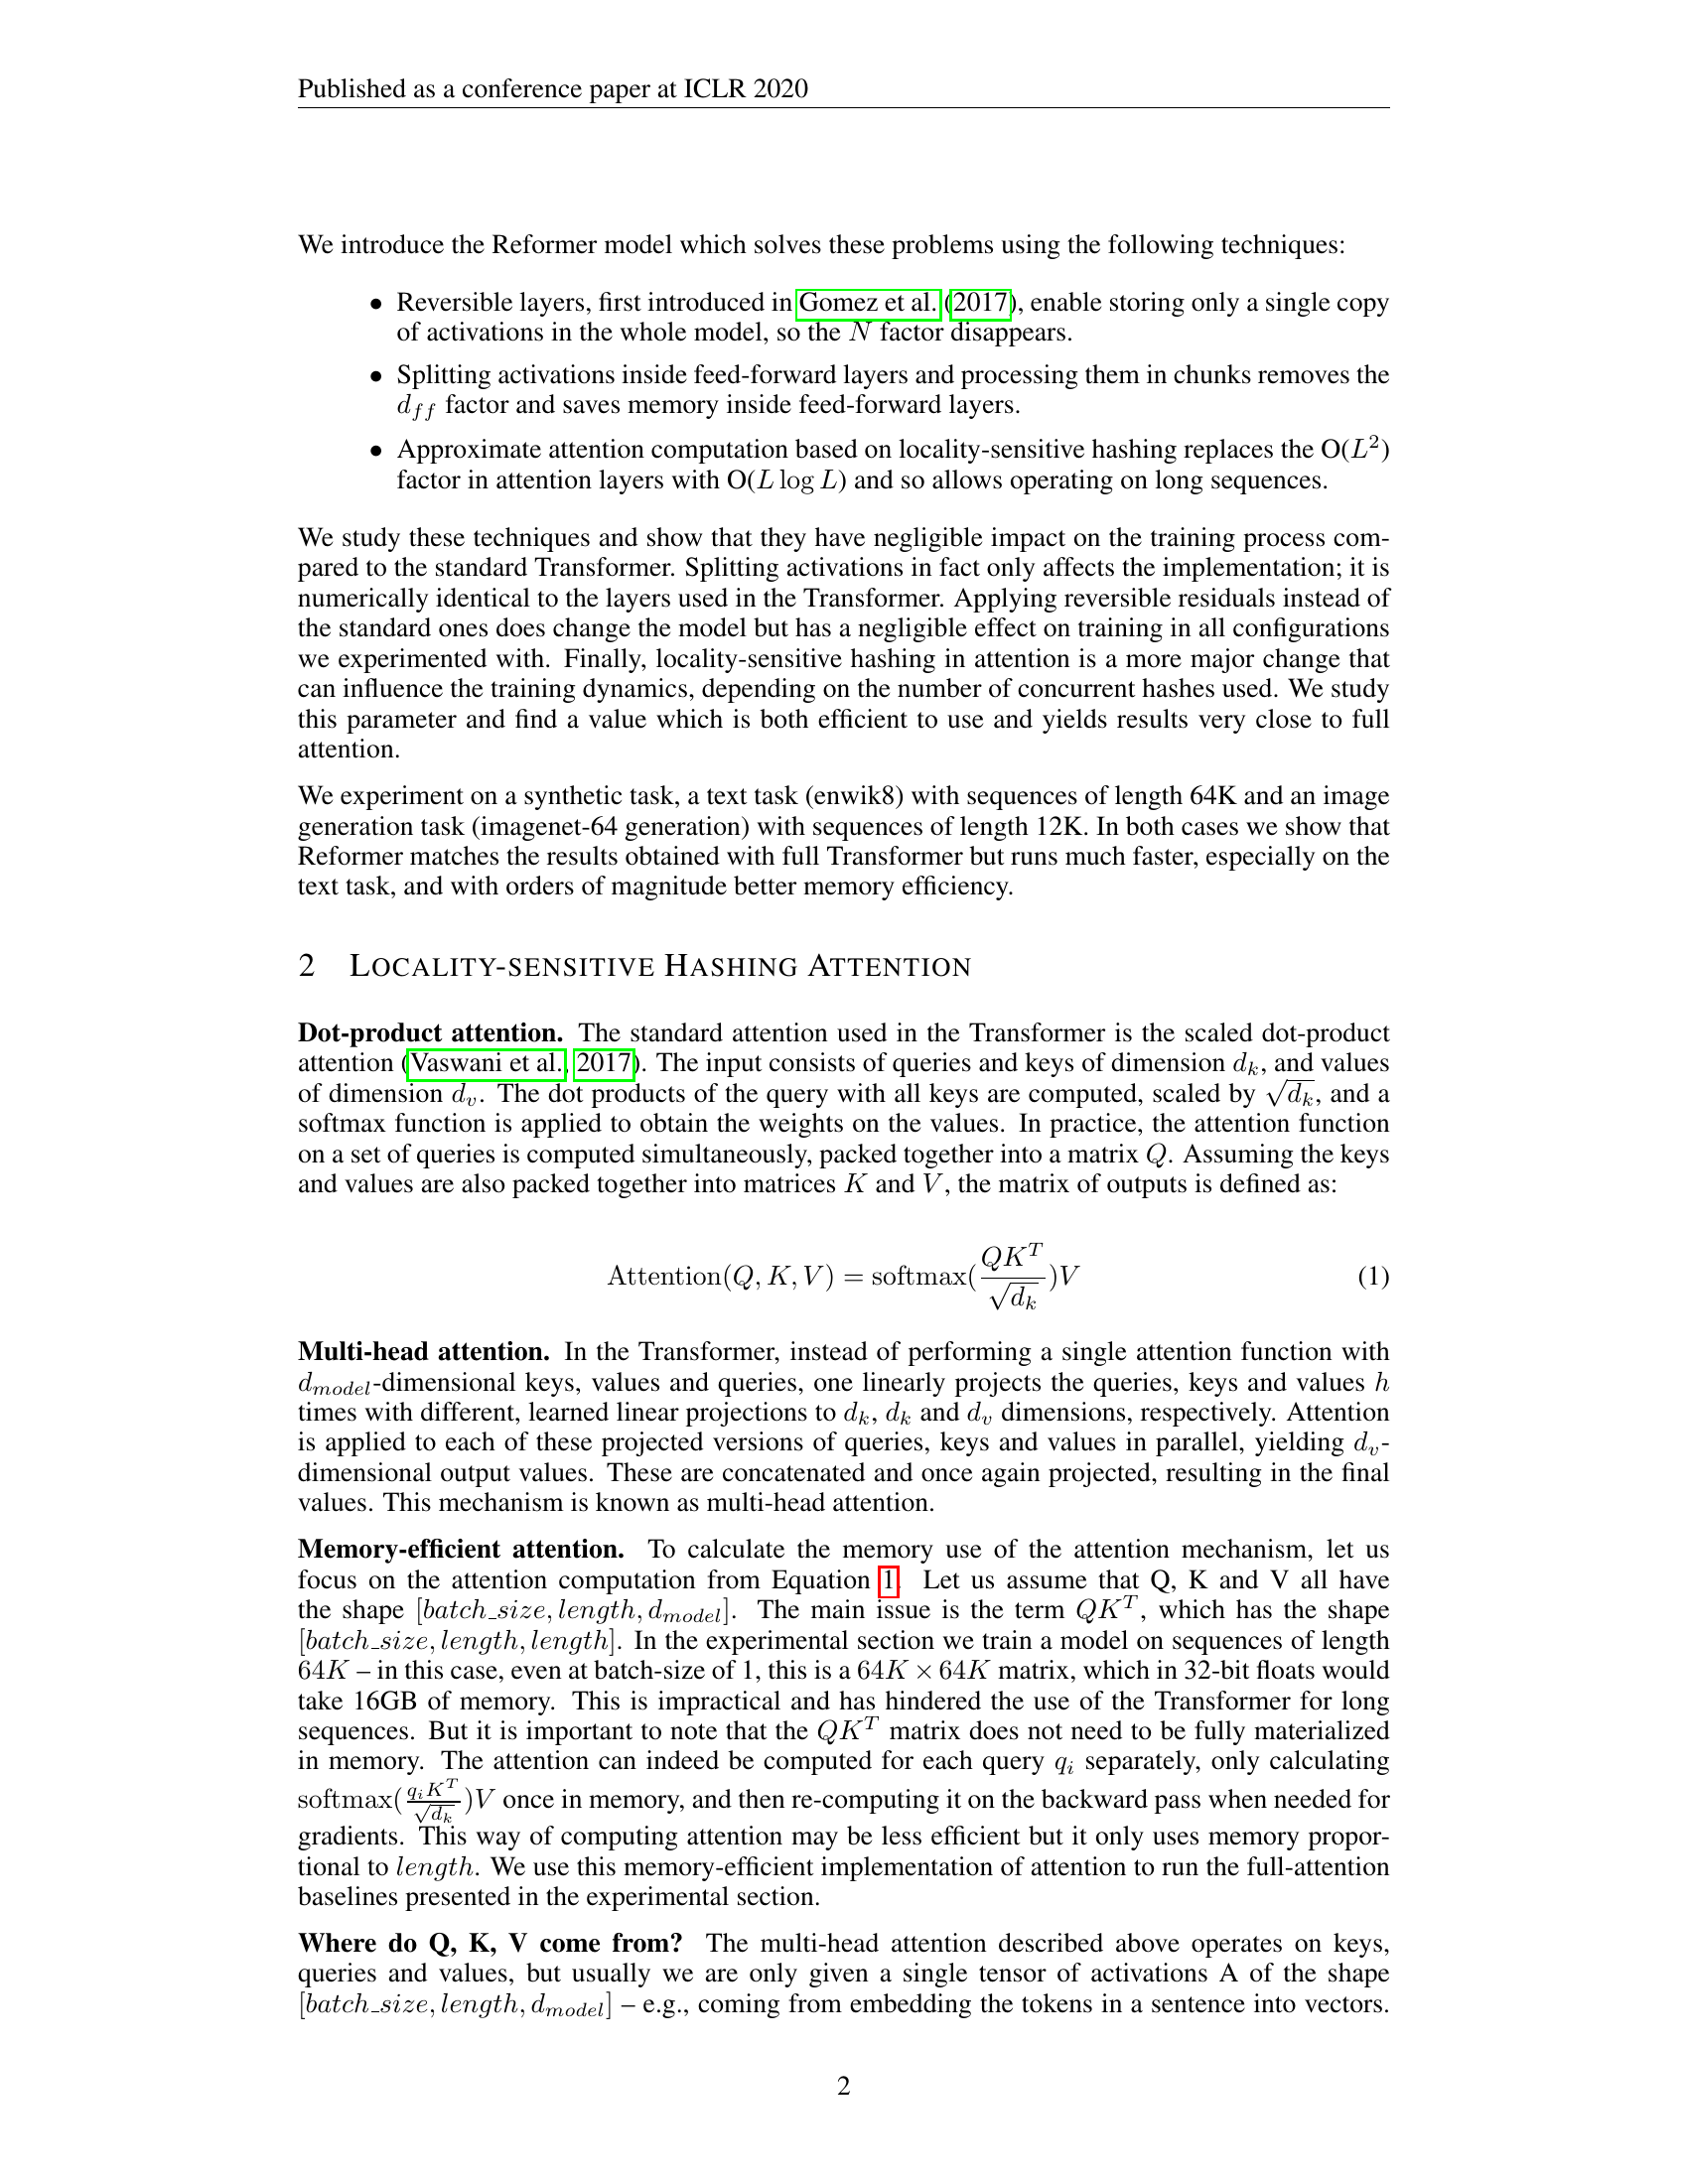 Published as a conference paper at ICLR 2020
We introduce the Reformer model which solves these problems using the following techniques:
• Reversible layers, first introduced in Gomez et al. (2017), enable storing only a single copy
of activations in the whole model, so the N factor disappears.
• Splitting activations inside feed-forward layers and processing them in chunks removes the
d_{ff} factor and saves memory inside feed-forward layers.
• Approximate attention computation based on locality-sensitive hashing replaces the O(L^2)
factor in attention layers with O(L log L) and so allows operating on long sequences.
We study these techniques and show that they have negligible impact on the training process com-
pared to the standard Transformer. Splitting activations in fact only affects the implementation; it is
numerically identical to the layers used in the Transformer. Applying reversible residuals instead of
the standard ones does change the model but has a negligible effect on training in all configurations
we experimented with. Finally, locality-sensitive hashing in attention is a more major change that
can influence the training dynamics, depending on the number of concurrent hashes used. We study
this parameter and find a value which is both efficient to use and yields results very close to full
attention.
We experiment on a synthetic task, a text task (enwik8) with sequences of length 64K and an image
generation task (imagenet-64 generation) with sequences of length 12K. In both cases we show that
Reformer matches the results obtained with full Transformer but runs much faster, especially on the
text task, and with orders of magnitude better memory efficiency.
2 LOCALITY-SENSITIVE HASHING ATTENTION
Dot-product attention. The standard attention used in the Transformer is the scaled dot-product
attention (Vaswani et al., 2017). The input consists of queries and keys of dimension d_k, and values
of dimension d_v. The dot products of the query with all keys are computed, scaled by √d_k, and a
softmax function is applied to obtain the weights on the values. In practice, the attention function
on a set of queries is computed simultaneously, packed together into a matrix Q. Assuming the keys
and values are also packed together into matrices K and V, the matrix of outputs is defined as:
Attention(Q, K, V) = softmax(QK^T/√d_k)V (1)
Multi-head attention. In the Transformer, instead of performing a single attention function with
d_{model}-dimensional keys, values and queries, one linearly projects the queries, keys and values h
times with different, learned linear projections to d_k, d_k and d_v dimensions, respectively. Attention
is applied to each of these projected versions of queries, keys and values in parallel, yielding d_v-
dimensional output values. These are concatenated and once again projected, resulting in the final
values. This mechanism is known as multi-head attention.
Memory-efficient attention. To calculate the memory use of the attention mechanism, let us
focus on the attention computation from Equation 1. Let us assume that Q, K and V all have
the shape [batch_size, length, d_{model}]. The main issue is the term QK^T, which has the shape
[batch_size, length, length]. In the experimental section we train a model on sequences of length
64K – in this case, even at batch-size of 1, this is a 64K × 64K matrix, which in 32-bit floats would
take 16GB of memory. This is impractical and has hindered the use of the Transformer for long
sequences. But it is important to note that the QK^T matrix does not need to be fully materialized
in memory. The attention can indeed be computed for each query q_i separately, only calculating
softmax(q_iK^T/√d_k)V once in memory, and then re-computing it on the backward pass when needed for
gradients. This way of computing attention may be less efficient but it only uses memory propor-
tional to length. We use this memory-efficient implementation of attention to run the full-attention
baselines presented in the experimental section.
Where do Q, K, V come from? The multi-head attention described above operates on keys,
queries and values, but usually we are only given a single tensor of activations A of the shape
[batch_size, length, d_{model}] – e.g., coming from embedding the tokens in a sentence into vectors.
2